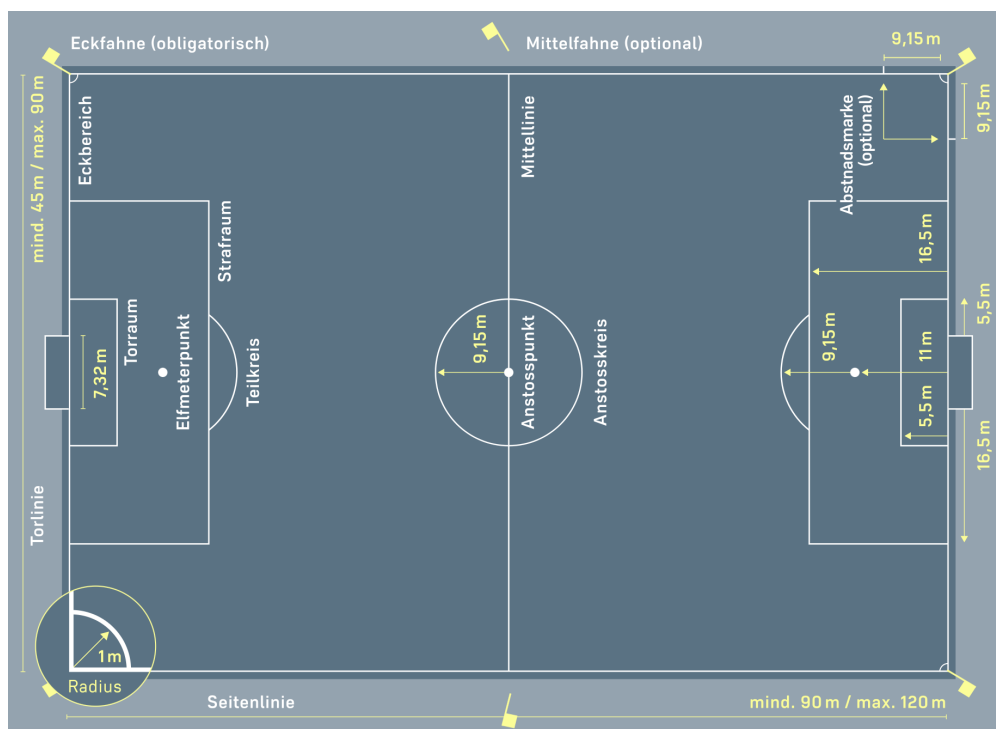 Eckfahne (obligatorisch)
Mittelfahne (optional)
9,15 m
9,15 m
mind. 45 m / max. 90 m
Eckbereich
Mittellinie
Abstnadsmarke
(optional)
Strafraum
16,5 m
5,5 m
Torraum
7,32 m
Elfmeterpunkt
Teilkreis
9,15 m
Anstosspunkt
Anstosskreis
9,15 m
11 m
5,5 m
16,5 m
Torlinie
1 m
Radius
Seitenlinie
mind. 90 m / max. 120 m